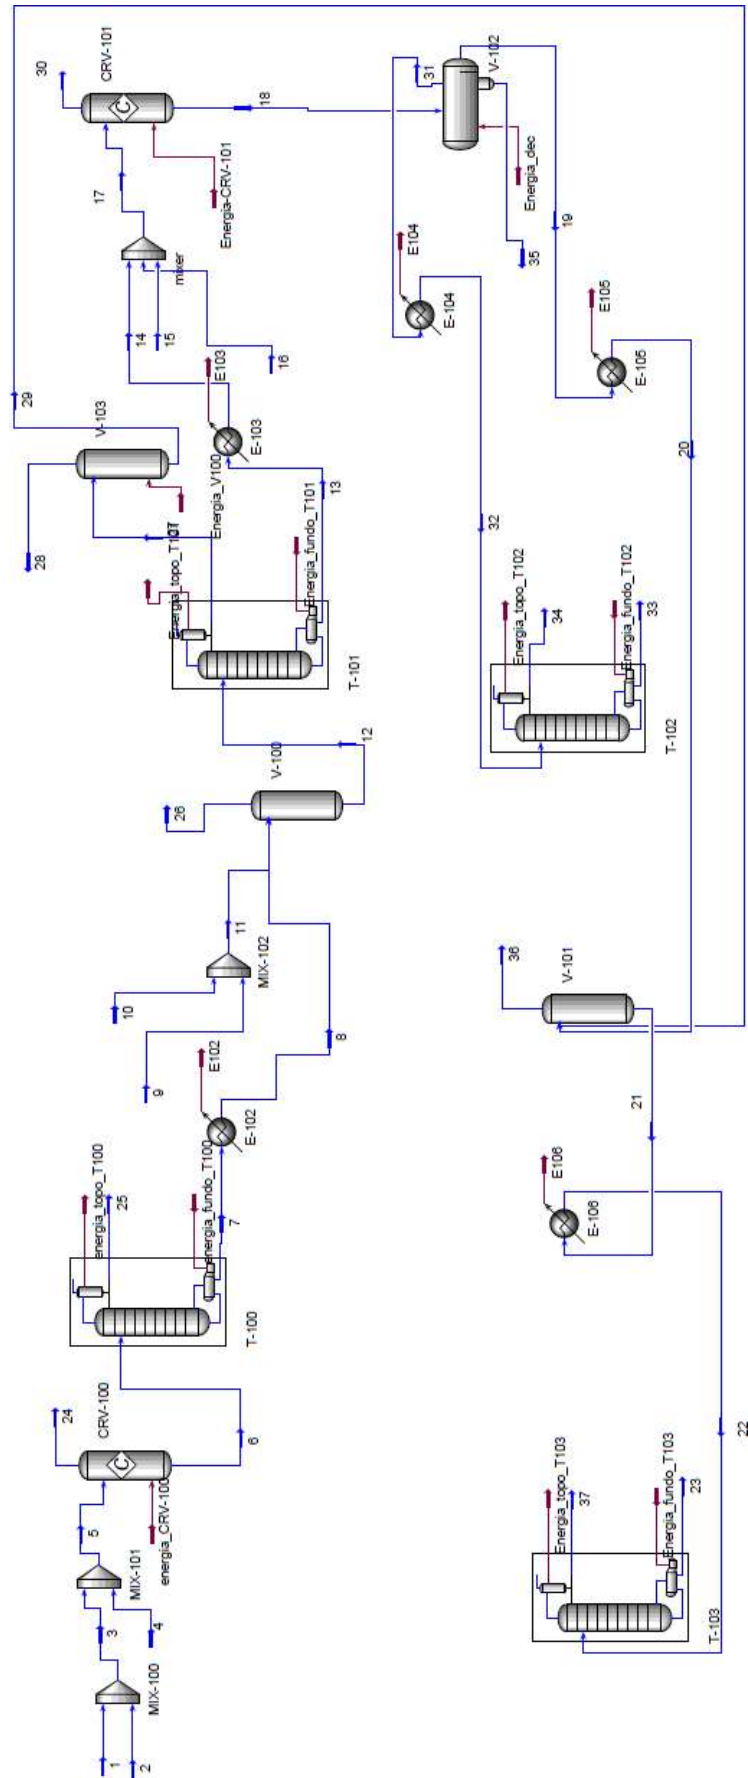 1
2
MIX-100
3
4
MIX-101
5
energia_CRV-100
CRV-100
24
6
T-100
energia_topo_T100
25
energia_fundo_T100
7
E-102
E102
8
9
10
MIX-102
11
26
V-100
12
T-101
Energia_topo_T101
27
Energia_fundo_T101
13
Energia_V100
V-103
28
29
E-103
E103
14
15
16
mixer
17
Energia-CRV-101
CRV-101
30
18
31
V-102
Energia_dec
35
19
E104
E-104
E105
E-105
20
32
Energia_topo_T102
34
Energia_fundo_T102
33
T-102
36
V-101
21
E106
E-106
22
Energia_topo_T103
37
Energia_fundo_T103
23
T-103
C
C